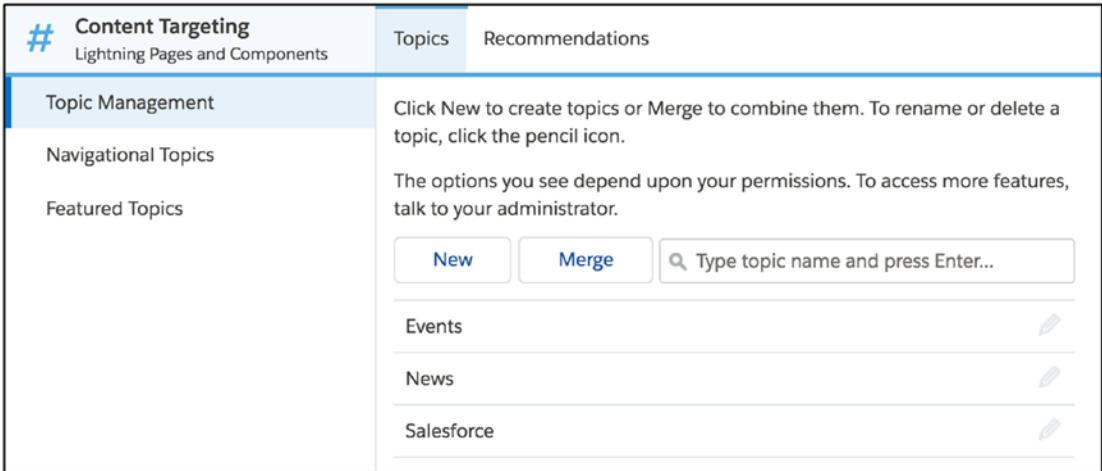 # Content Targeting
Lightning Pages and Components
Topics Recommendations
Topic Management
Navigational Topics
Featured Topics
Click New to create topics or Merge to combine them. To rename or delete a
topic, click the pencil icon.
The options you see depend upon your permissions. To access more features,
talk to your administrator.
New Merge Type topic name and press Enter...
Events
News
Salesforce